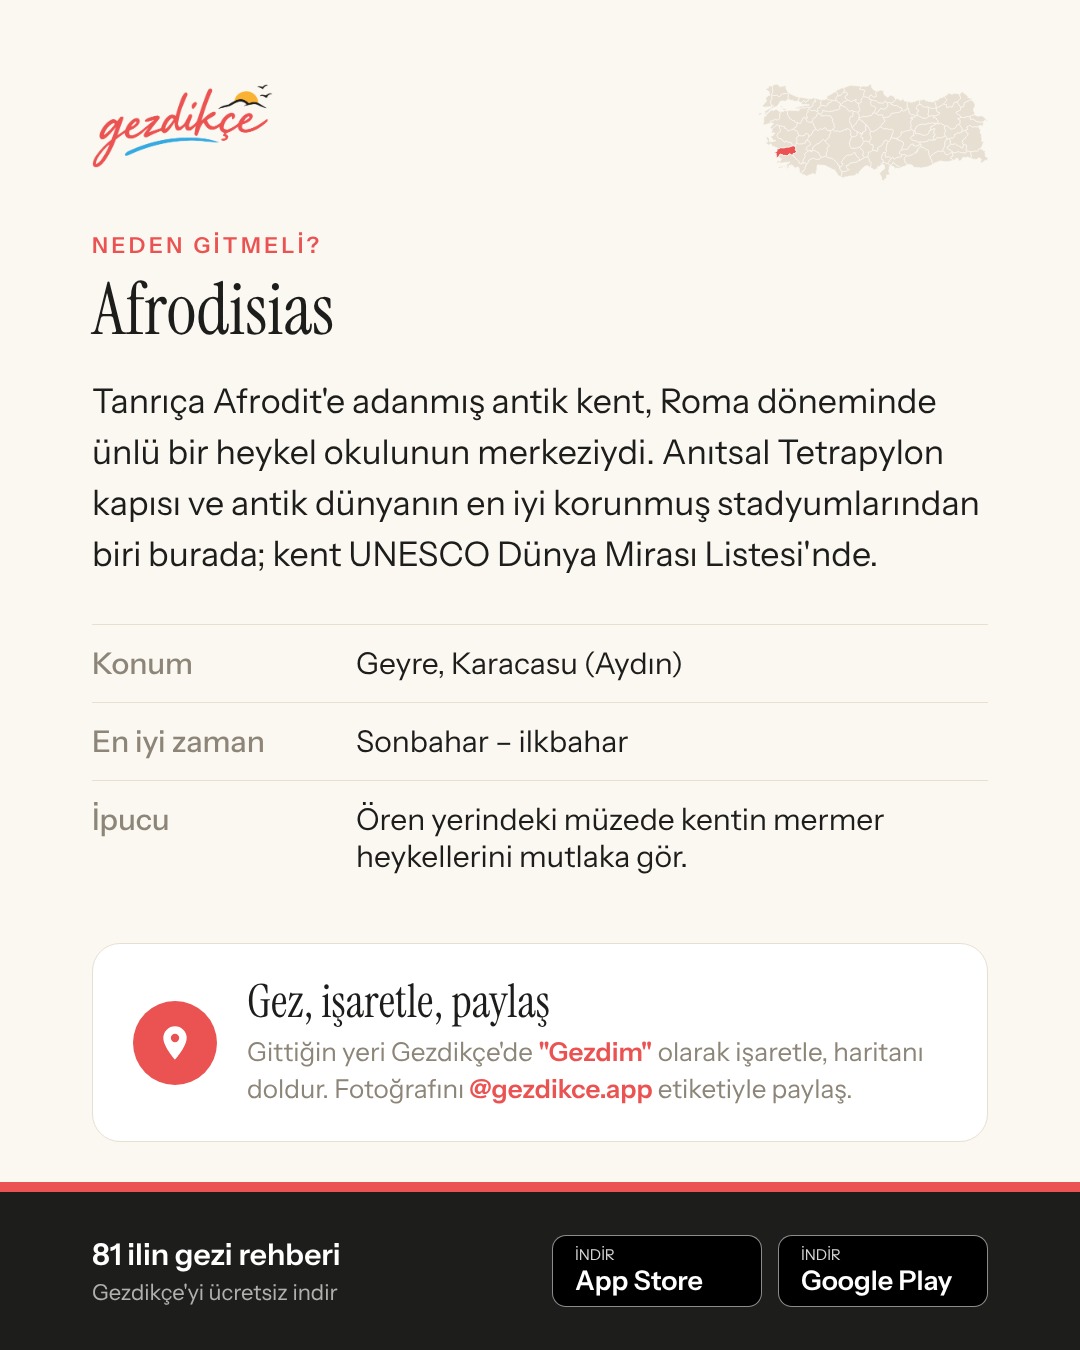 gezdikçe
NEDEN GİTMELİ?
Afrodisias
Tanrıça Afrodit'e adanmış antik kent, Roma döneminde
ünlü bir heykel okulunun merkeziydi. Anıtsal Tetrapylon
kapısı ve antik dünyanın en iyi korunmuş stadyumlarından
biri burada; kent UNESCO Dünya Mirası Listesi'nde.
Konum Geyre, Karacasu (Aydın)
En iyi zaman Sonbahar – ilkbahar
İpucu Ören yerindeki müzede kentin mermer
heykellerini mutlaka gör.
Gez, işaretle, paylaş
Gittiğin yeri Gezdikçe'de "Gezdim" olarak işaretle, haritanı
doldur. Fotoğrafını @gezdikce.app etiketiyle paylaş.
81 ilin gezi rehberi
Gezdikçe'yi ücretsiz indir
İNDİR
App Store
İNDİR
Google Play